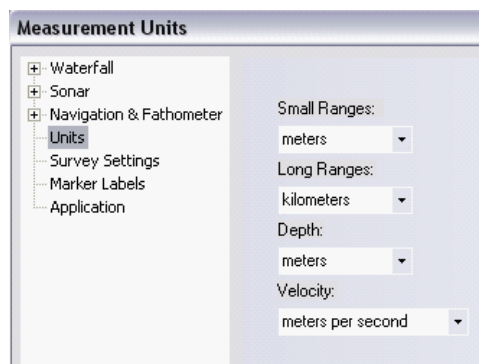 Measurement Units
Waterfall
Sonar
Navigation & Fathometer
Units
Survey Settings
Marker Labels
Application
Small Ranges:
meters
Long Ranges:
kilometers
Depth:
meters
Velocity:
meters per second